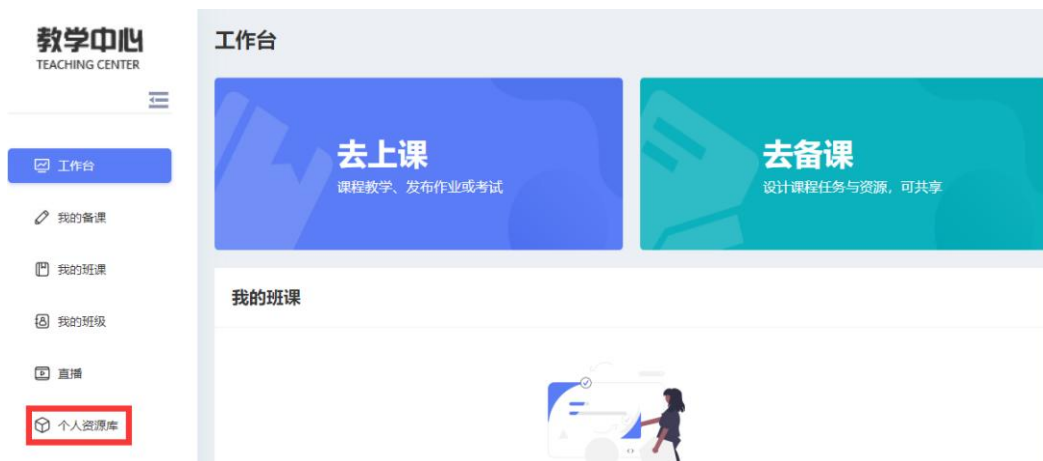 教学中心
TEACHING CENTER
工作台
我的备课
我的班课
我的班级
直播
个人资源库
工作台
去上课
课程教学、发布作业或考试
去备课
设计课程任务与资源，可共享
我的班课